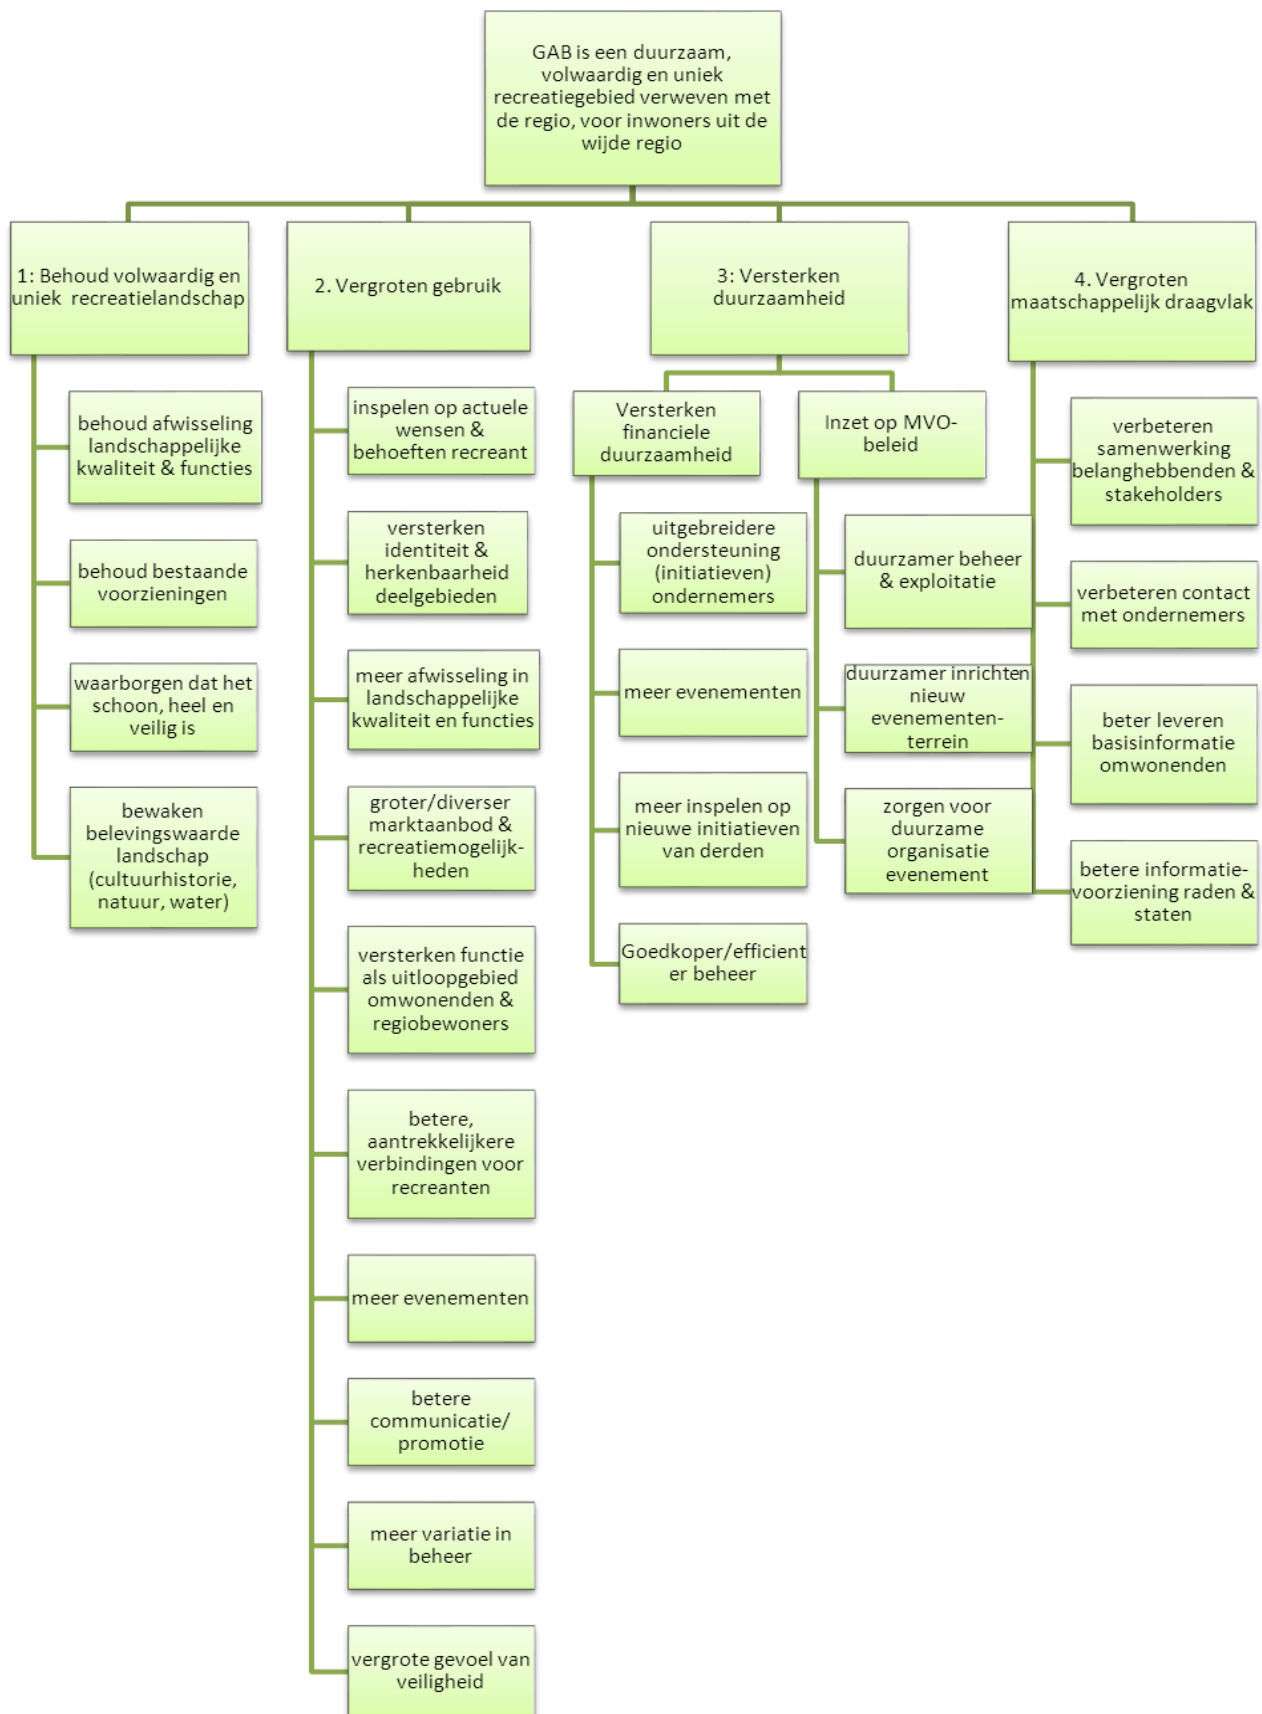 GAB is een duurzaam,
volwaardig en uniek
recreatiegebied verweven met
de regio, voor inwoners uit de
wijde regio
1: Behoud volwaardig en
uniek recreatielandschap
behoud afwisseling
landschappelijke
kwaliteit & functies
behoud bestaande
voorzieningen
waarborgen dat het
schoon, heel en
veilig is
bewaken
belevingswaarde
landschap
(cultuurhistorie,
natuur, water)
2. Vergroten gebruik
inspelen op actuele
wensen &
behoeften recreant
versterken
identiteit &
herkenbaarheid
deelgebieden
meer afwisseling in
landschappelijke
kwaliteit en functies
groter/diverser
marktaanbod &
recreatiemogelijk-
heden
versterken functie
als uitloopgebied
omwonenden &
regiobewoners
betere,
aantrekkelijkere
verbindingen voor
recreanten
meer evenementen
betere
communicatie/
promotie
meer variatie in
beheer
vergrote gevoel van
veiligheid
3: Versterken
duurzaamheid
Versterken
financiele
duurzaamheid
uitgebreidere
ondersteuning
(initiatieven)
ondernemers
meer evenementen
meer inspelen op
nieuwe initiatieven
van derden
Goedkoper/efficient
er beheer
Inzet op MVO-
beleid
duurzamer beheer
& exploitatie
duurzamer inrichten
nieuw
evenementen-
terrein
zorgen voor
duurzame
organisatie
evenement
4. Vergroten
maatschappelijk draagvlak
verbeteren
samenwerking
belanghebbenden &
stakeholders
verbeteren contact
met ondernemers
beter leveren
basisinformatie
omwonenden
betere informatie-
voorziening raden &
staten